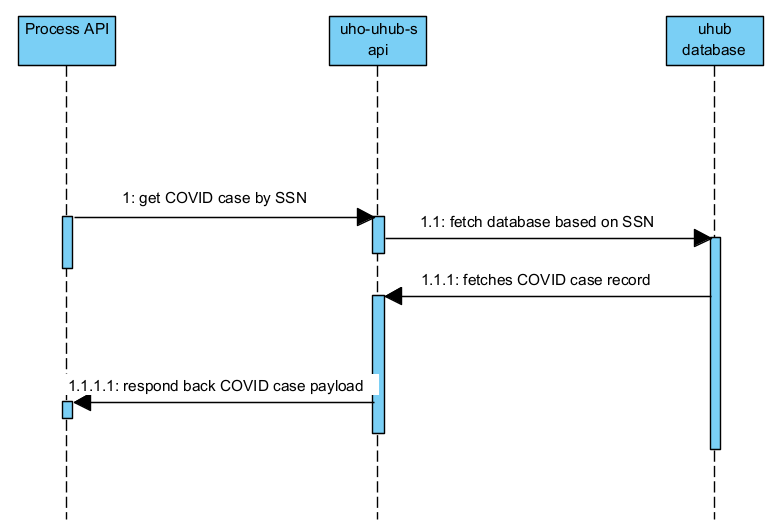 Process API
uho-uhub-s
api
uhub
database
1: get COVID case by SSN
1.1: fetch database based on SSN
1.1.1: fetches COVID case record
1.1.1.1: respond back COVID case payload